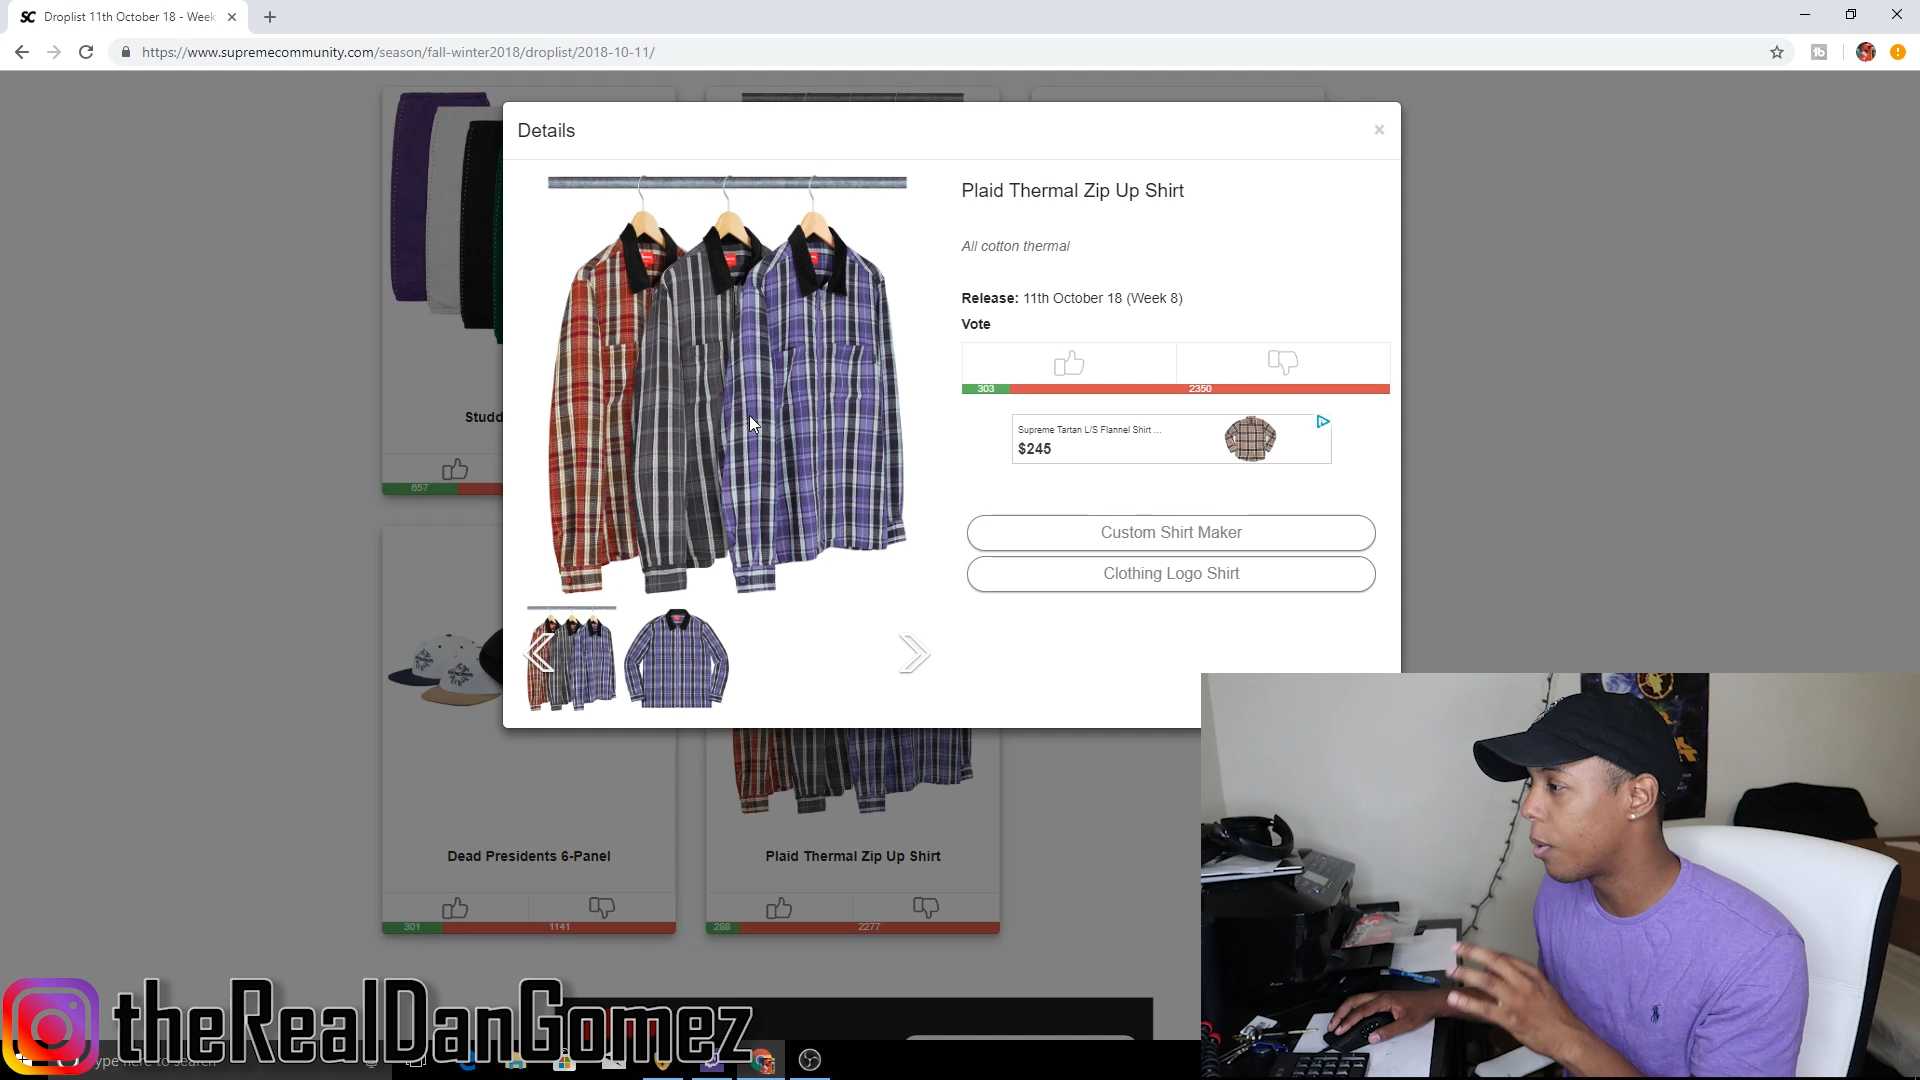 SC Droplist 11th October 18 - Week
https://www.supremecommunity.com/season/fall-winter2018/droplist/2018-10-11/
Details
Plaid Thermal Zip Up Shirt
All cotton thermal
Release: 11th October 18 (Week 8)
Vote
303 2350
Supreme Tartan L/S Flannel Shirt ...
$245
Custom Shirt Maker
Clothing Logo Shirt
Studd
657
Dead Presidents 6-Panel
301 1141
Plaid Thermal Zip Up Shirt
288 2277
theRealDanGomez
ype here to search